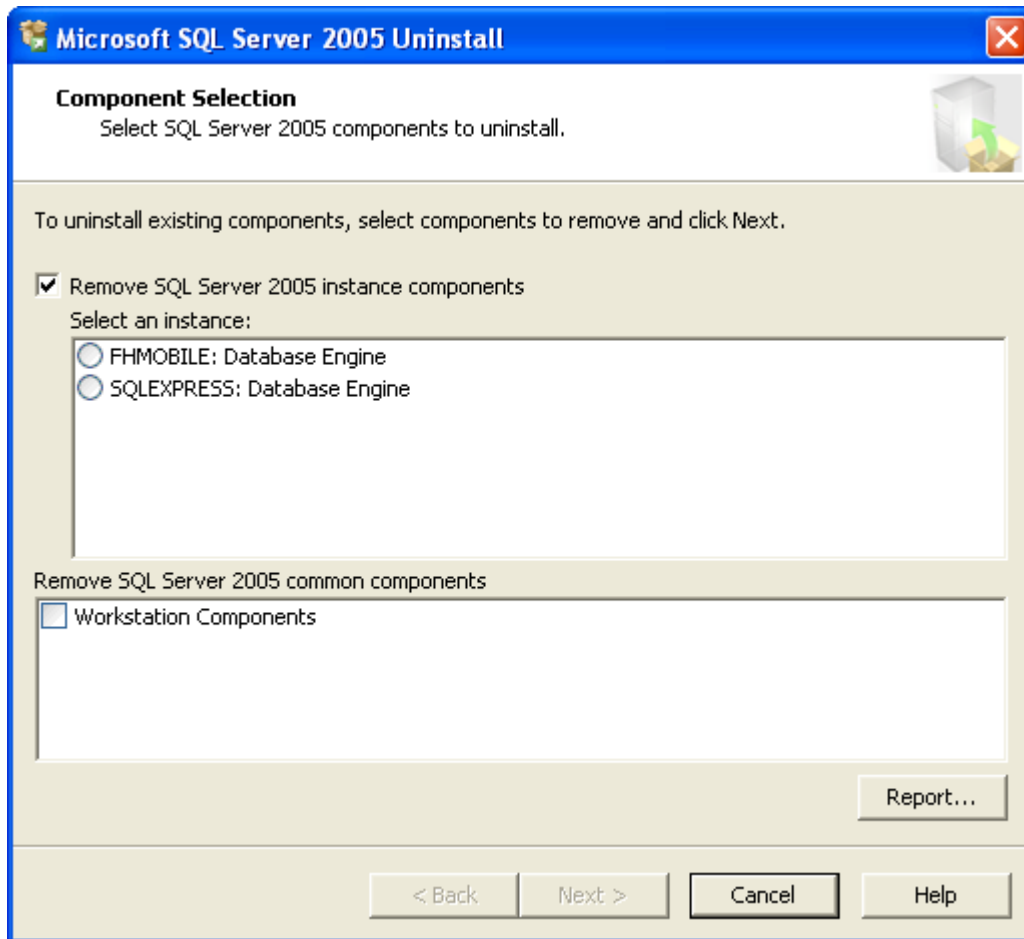 Microsoft SQL Server 2005 Uninstall
Component Selection
Select SQL Server 2005 components to uninstall.
To uninstall existing components, select components to remove and click Next.
Remove SQL Server 2005 instance components
Select an instance:
FHMOBILE: Database Engine
SQLEXPRESS: Database Engine
Remove SQL Server 2005 common components
Workstation Components
Report...
< Back Next > Cancel Help